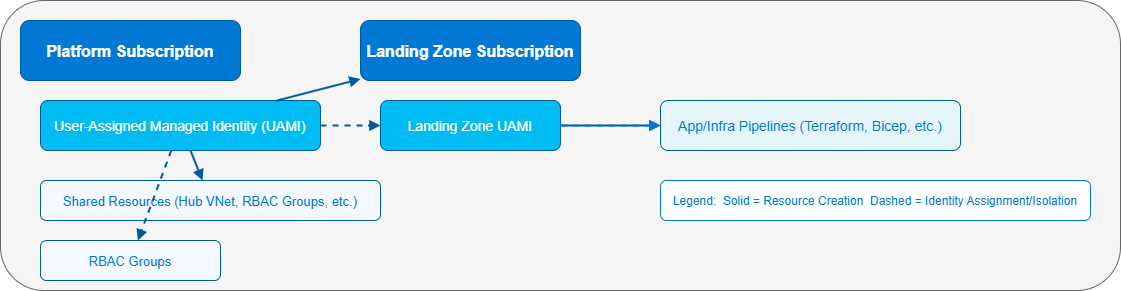 Platform Subscription
Landing Zone Subscription
User-Assigned Managed Identity (UAMI)
Landing Zone UAMI
App/Infra Pipelines (Terraform, Bicep, etc.)
Shared Resources (Hub VNet, RBAC Groups, etc.)
Legend:  Solid = Resource Creation  Dashed = Identity Assignment/Isolation
RBAC Groups